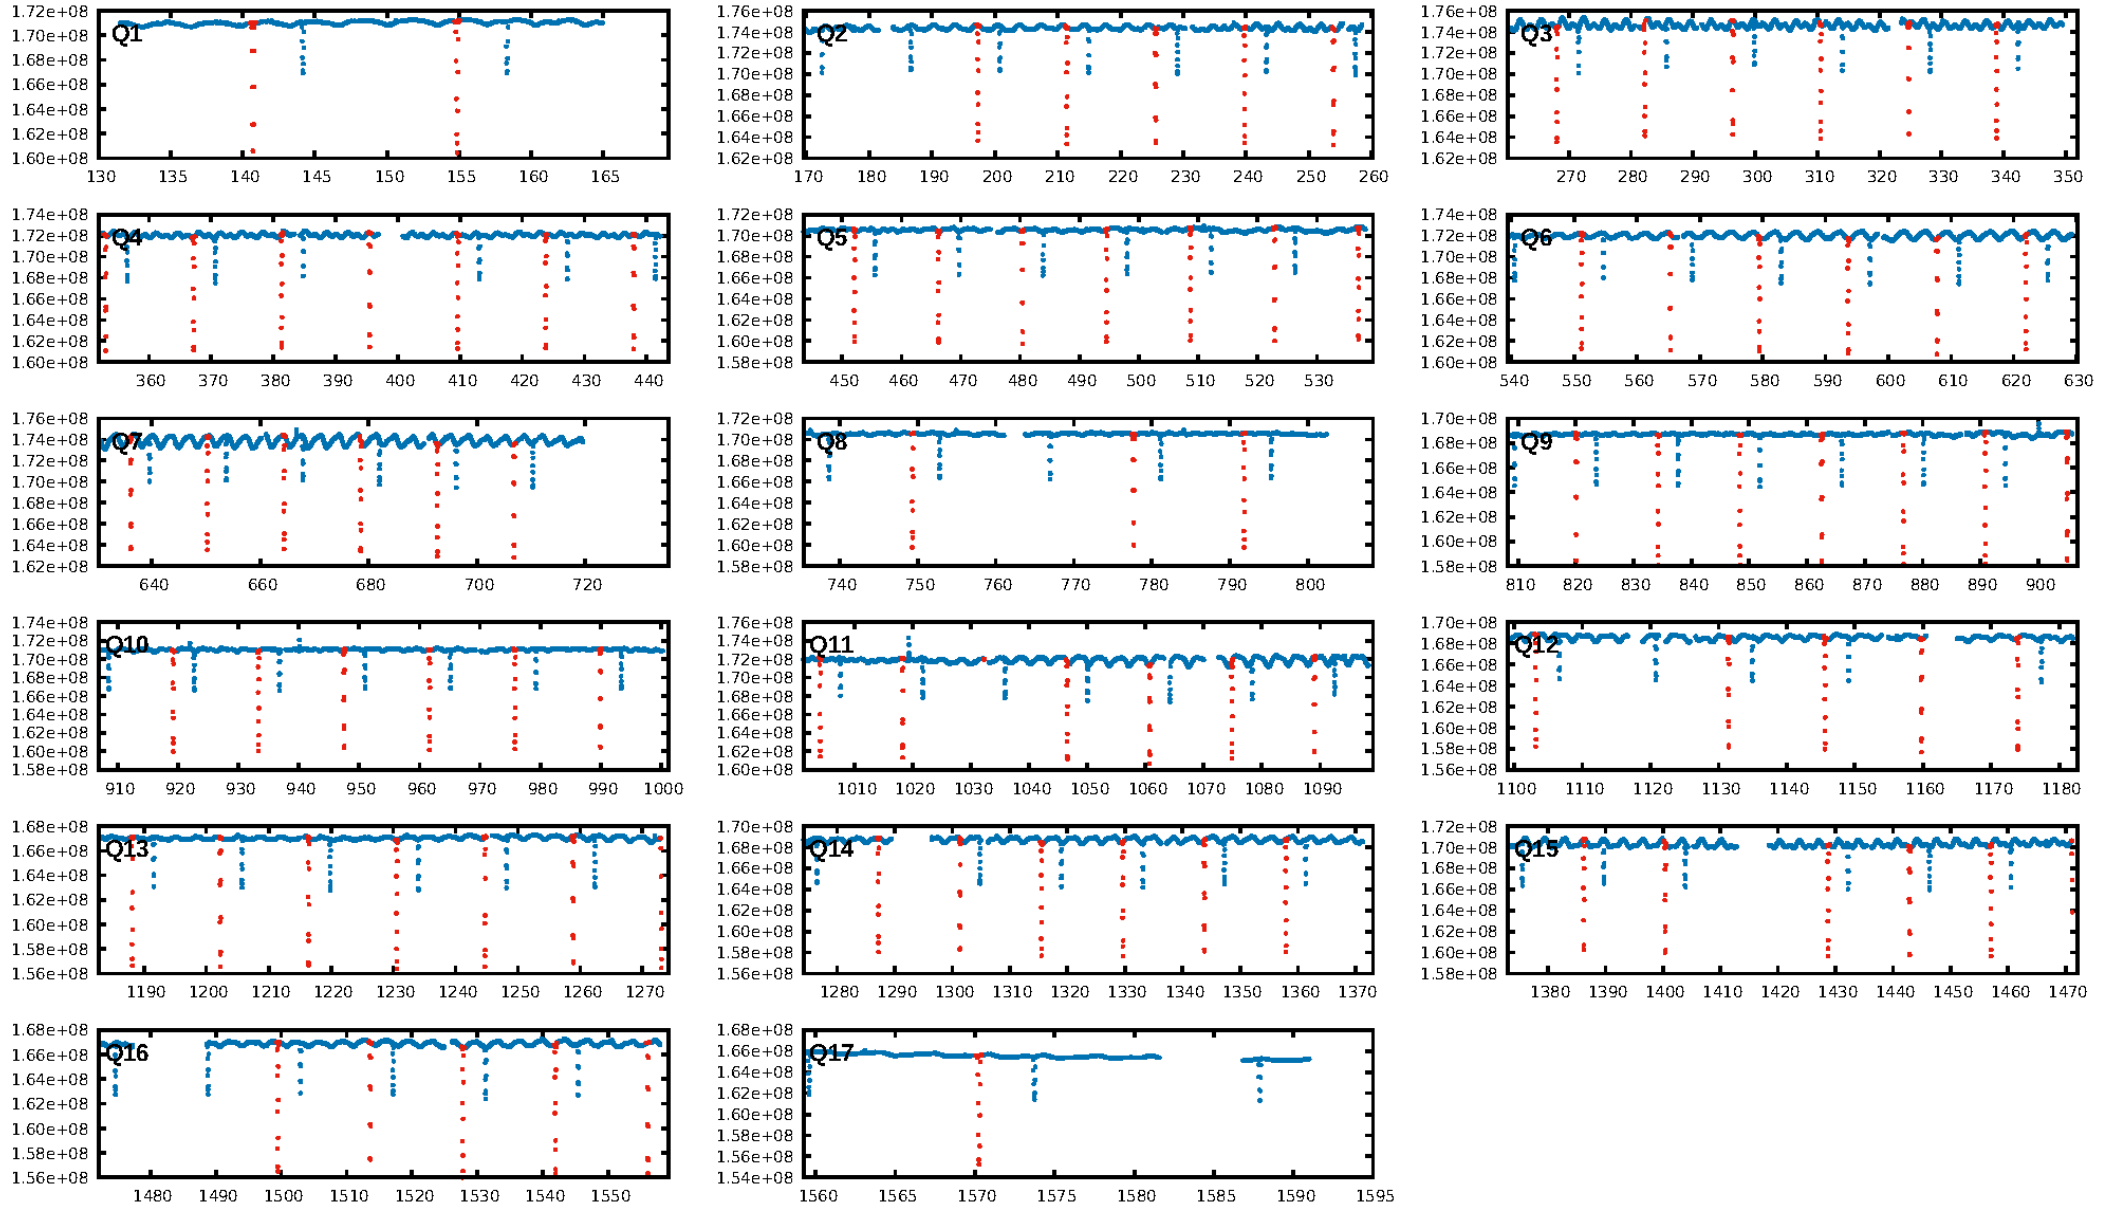 1.72e+08
1.70e+08
1.68e+08
1.66e+08
1.64e+08
1.62e+08
1.60e+08
Q1
130 135 140 145 150 155 160 165
1.76e+08
1.74e+08
1.72e+08
1.70e+08
1.68e+08
1.66e+08
1.64e+08
1.62e+08
Q2
170 180 190 200 210 220 230 240 250 260
1.76e+08
1.74e+08
1.72e+08
1.70e+08
1.68e+08
1.66e+08
1.64e+08
1.62e+08
Q3
270 280 290 300 310 320 330 340 350
1.74e+08
1.72e+08
1.70e+08
1.68e+08
1.66e+08
1.64e+08
1.62e+08
1.60e+08
Q4
360 370 380 390 400 410 420 430 440
1.72e+08
1.70e+08
1.68e+08
1.66e+08
1.64e+08
1.62e+08
1.60e+08
1.58e+08
Q5
450 460 470 480 490 500 510 520 530
1.74e+08
1.72e+08
1.70e+08
1.68e+08
1.66e+08
1.64e+08
1.62e+08
1.60e+08
Q6
540 550 560 570 580 590 600 610 620 630
1.76e+08
1.74e+08
1.72e+08
1.70e+08
1.68e+08
1.66e+08
1.64e+08
1.62e+08
Q7
640 660 680 700 720
1.72e+08
1.70e+08
1.68e+08
1.66e+08
1.64e+08
1.62e+08
1.60e+08
1.58e+08
Q8
740 750 760 770 780 790 800
1.70e+08
1.68e+08
1.66e+08
1.64e+08
1.62e+08
1.60e+08
1.58e+08
Q9
810 820 830 840 850 860 870 880 890 900
1.74e+08
1.72e+08
1.70e+08
1.68e+08
1.66e+08
1.64e+08
1.62e+08
1.60e+08
1.58e+08
Q10
910 920 930 940 950 960 970 980 990 1000
1.76e+08
1.74e+08
1.72e+08
1.70e+08
1.68e+08
1.66e+08
1.64e+08
1.62e+08
1.60e+08
Q11
1010 1020 1030 1040 1050 1060 1070 1080 1090
1.70e+08
1.68e+08
1.66e+08
1.64e+08
1.62e+08
1.60e+08
1.58e+08
1.56e+08
Q12
1100 1110 1120 1130 1140 1150 1160 1170 1180
1.68e+08
1.66e+08
1.64e+08
1.62e+08
1.60e+08
1.58e+08
1.56e+08
Q13
1190 1200 1210 1220 1230 1240 1250 1260 1270
1.70e+08
1.68e+08
1.66e+08
1.64e+08
1.62e+08
1.60e+08
1.58e+08
1.56e+08
Q14
1280 1290 1300 1310 1320 1330 1340 1350 1360 1370
1.72e+08
1.70e+08
1.68e+08
1.66e+08
1.64e+08
1.62e+08
1.60e+08
1.58e+08
Q15
1380 1390 1400 1410 1420 1430 1440 1450 1460 1470
1.68e+08
1.66e+08
1.64e+08
1.62e+08
1.60e+08
1.58e+08
1.56e+08
Q16
1480 1490 1500 1510 1520 1530 1540 1550
1.68e+08
1.66e+08
1.64e+08
1.62e+08
1.60e+08
1.58e+08
1.56e+08
1.54e+08
Q17
1560 1565 1570 1575 1580 1585 1590 1595